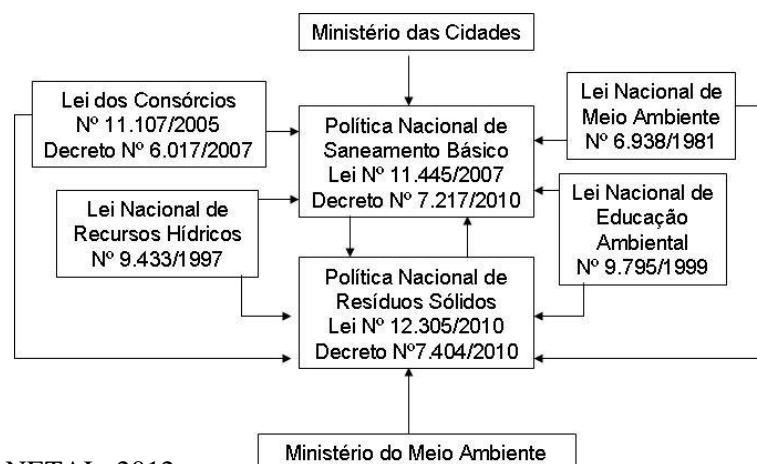 Ministério das Cidades
Lei dos Consórcios
Nº 11.107/2005
Decreto Nº 6.017/2007
Política Nacional de
Saneamento Básico
Lei Nº 11.445/2007
Decreto Nº 7.217/2010
Lei Nacional de
Meio Ambiente
Nº 6.938/1981
Lei Nacional de
Recursos Hídricos
Nº 9.433/1997
Lei Nacional de
Educação
Ambiental
Nº 9.795/1999
Política Nacional de
Resíduos Sólidos
Lei Nº 12.305/2010
Decreto Nº7.404/2010
Ministério do Meio Ambiente